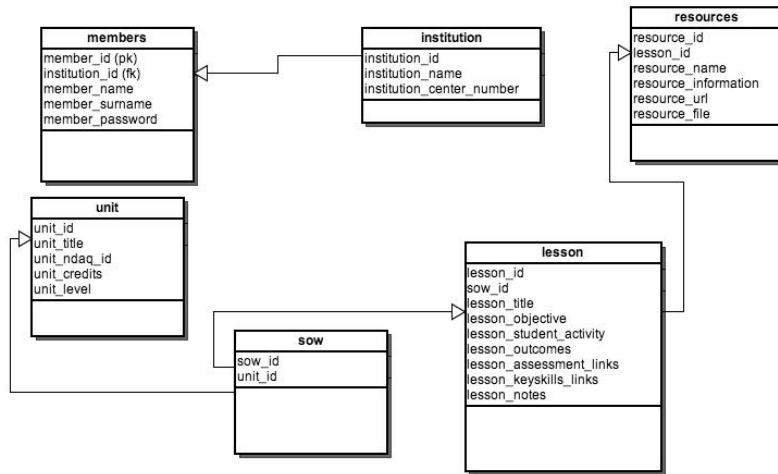 members
member_id (pk)
institution_id (fk)
member_name
member_surname
member_password
institution
institution_id
institution_name
institution_center_number
resources
resource_id
lesson_id
resource_name
resource_information
resource_url
resource_file
unit
unit_id
unit_title
unit_ndaq_id
unit_credits
unit_level
sow
sow_id
unit_id
lesson
lesson_id
sow_id
lesson_title
lesson_objective
lesson_student_activity
lesson_outcomes
lesson_assessment_links
lesson_keyskills_links
lesson_notes